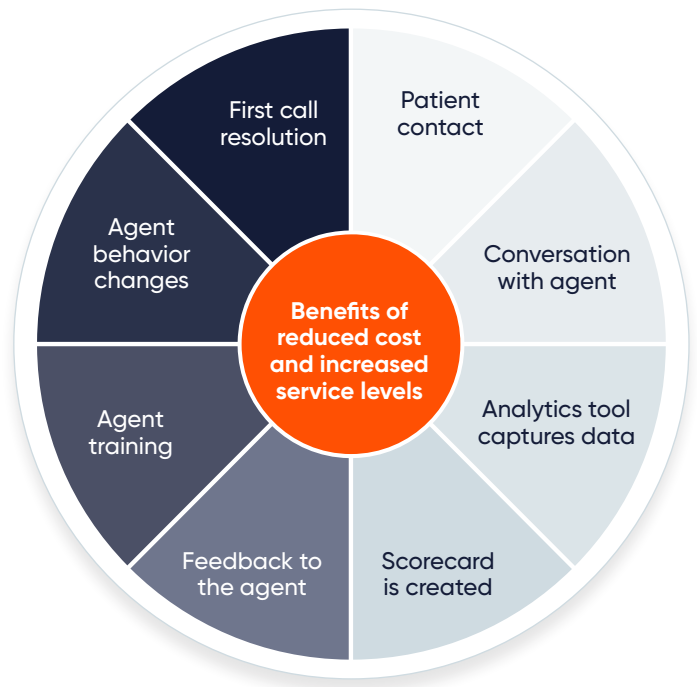 First call
resolution
Patient
contact
Agent
behavior
changes
Conversation
with agent
Benefits of
reduced cost
and increased
service levels
Agent
training
Analytics tool
captures data
Feedback to
the agent
Scorecard
is created